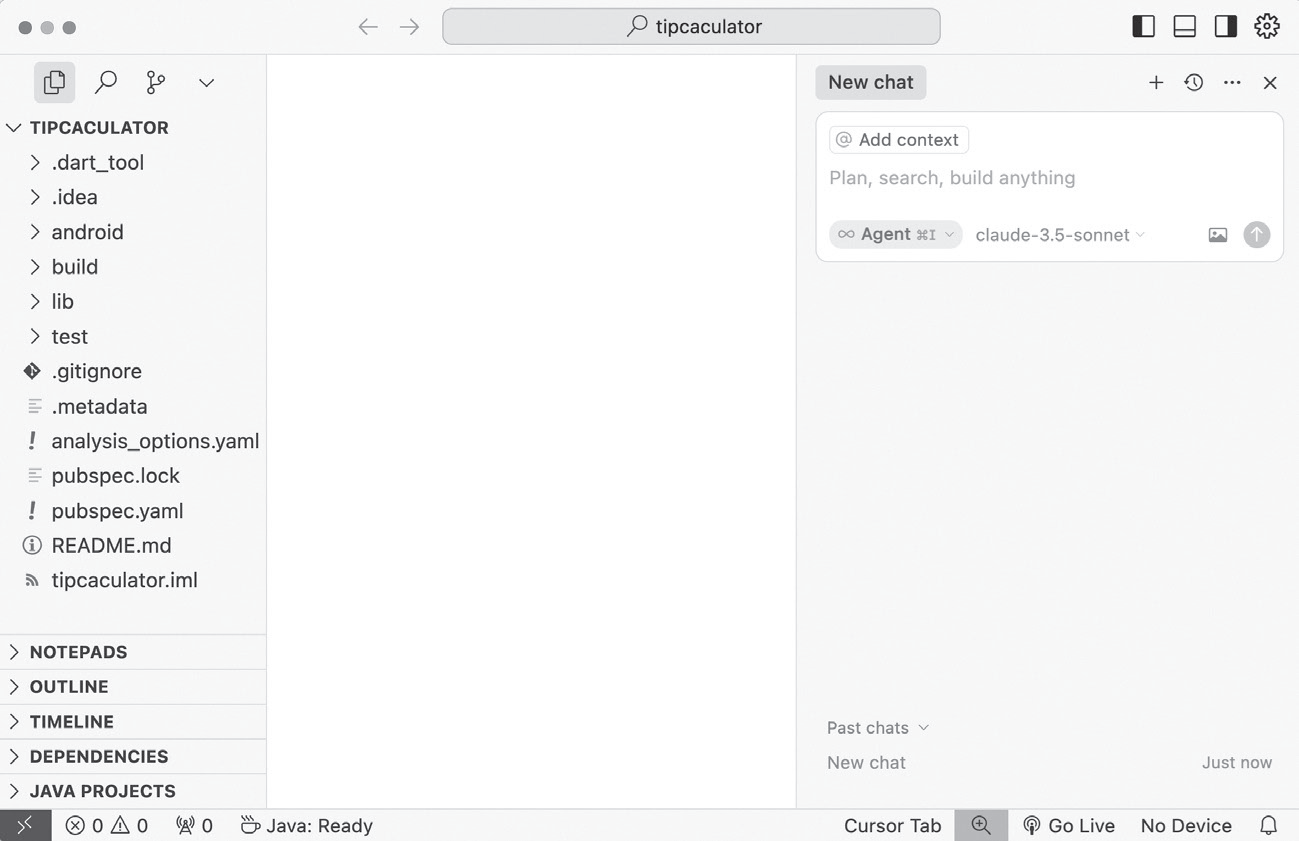 tipcaculator
New chat
TIPCACULATOR
.dart_tool
.idea
android
build
lib
test
.gitignore
.metadata
analysis_options.yaml
pubspec.lock
pubspec.yaml
README.md
tipcaculator.iml
NOTEPADS
OUTLINE
TIMELINE
DEPENDENCIES
JAVA PROJECTS
@ Add context
Plan, search, build anything
∞ Agent ⌘I claude-3.5-sonnet
Past chats
New chat Just now
0 0 0 Java: Ready Cursor Tab Go Live No Device